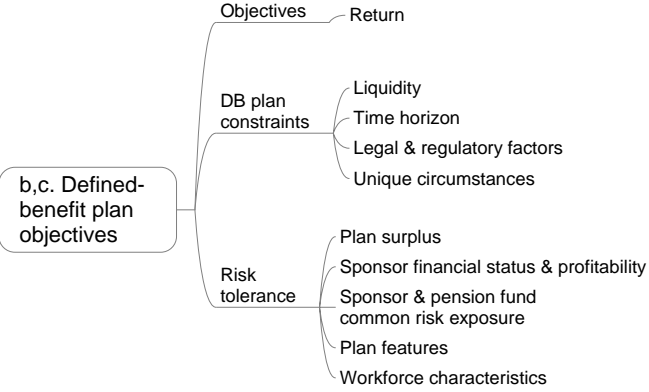 b,c. Defined-
benefit plan
objectives
Objectives
Return
DB plan
constraints
Liquidity
Time horizon
Legal & regulatory factors
Unique circumstances
Risk
tolerance
Plan surplus
Sponsor financial status & profitability
Sponsor & pension fund
common risk exposure
Plan features
Workforce characteristics